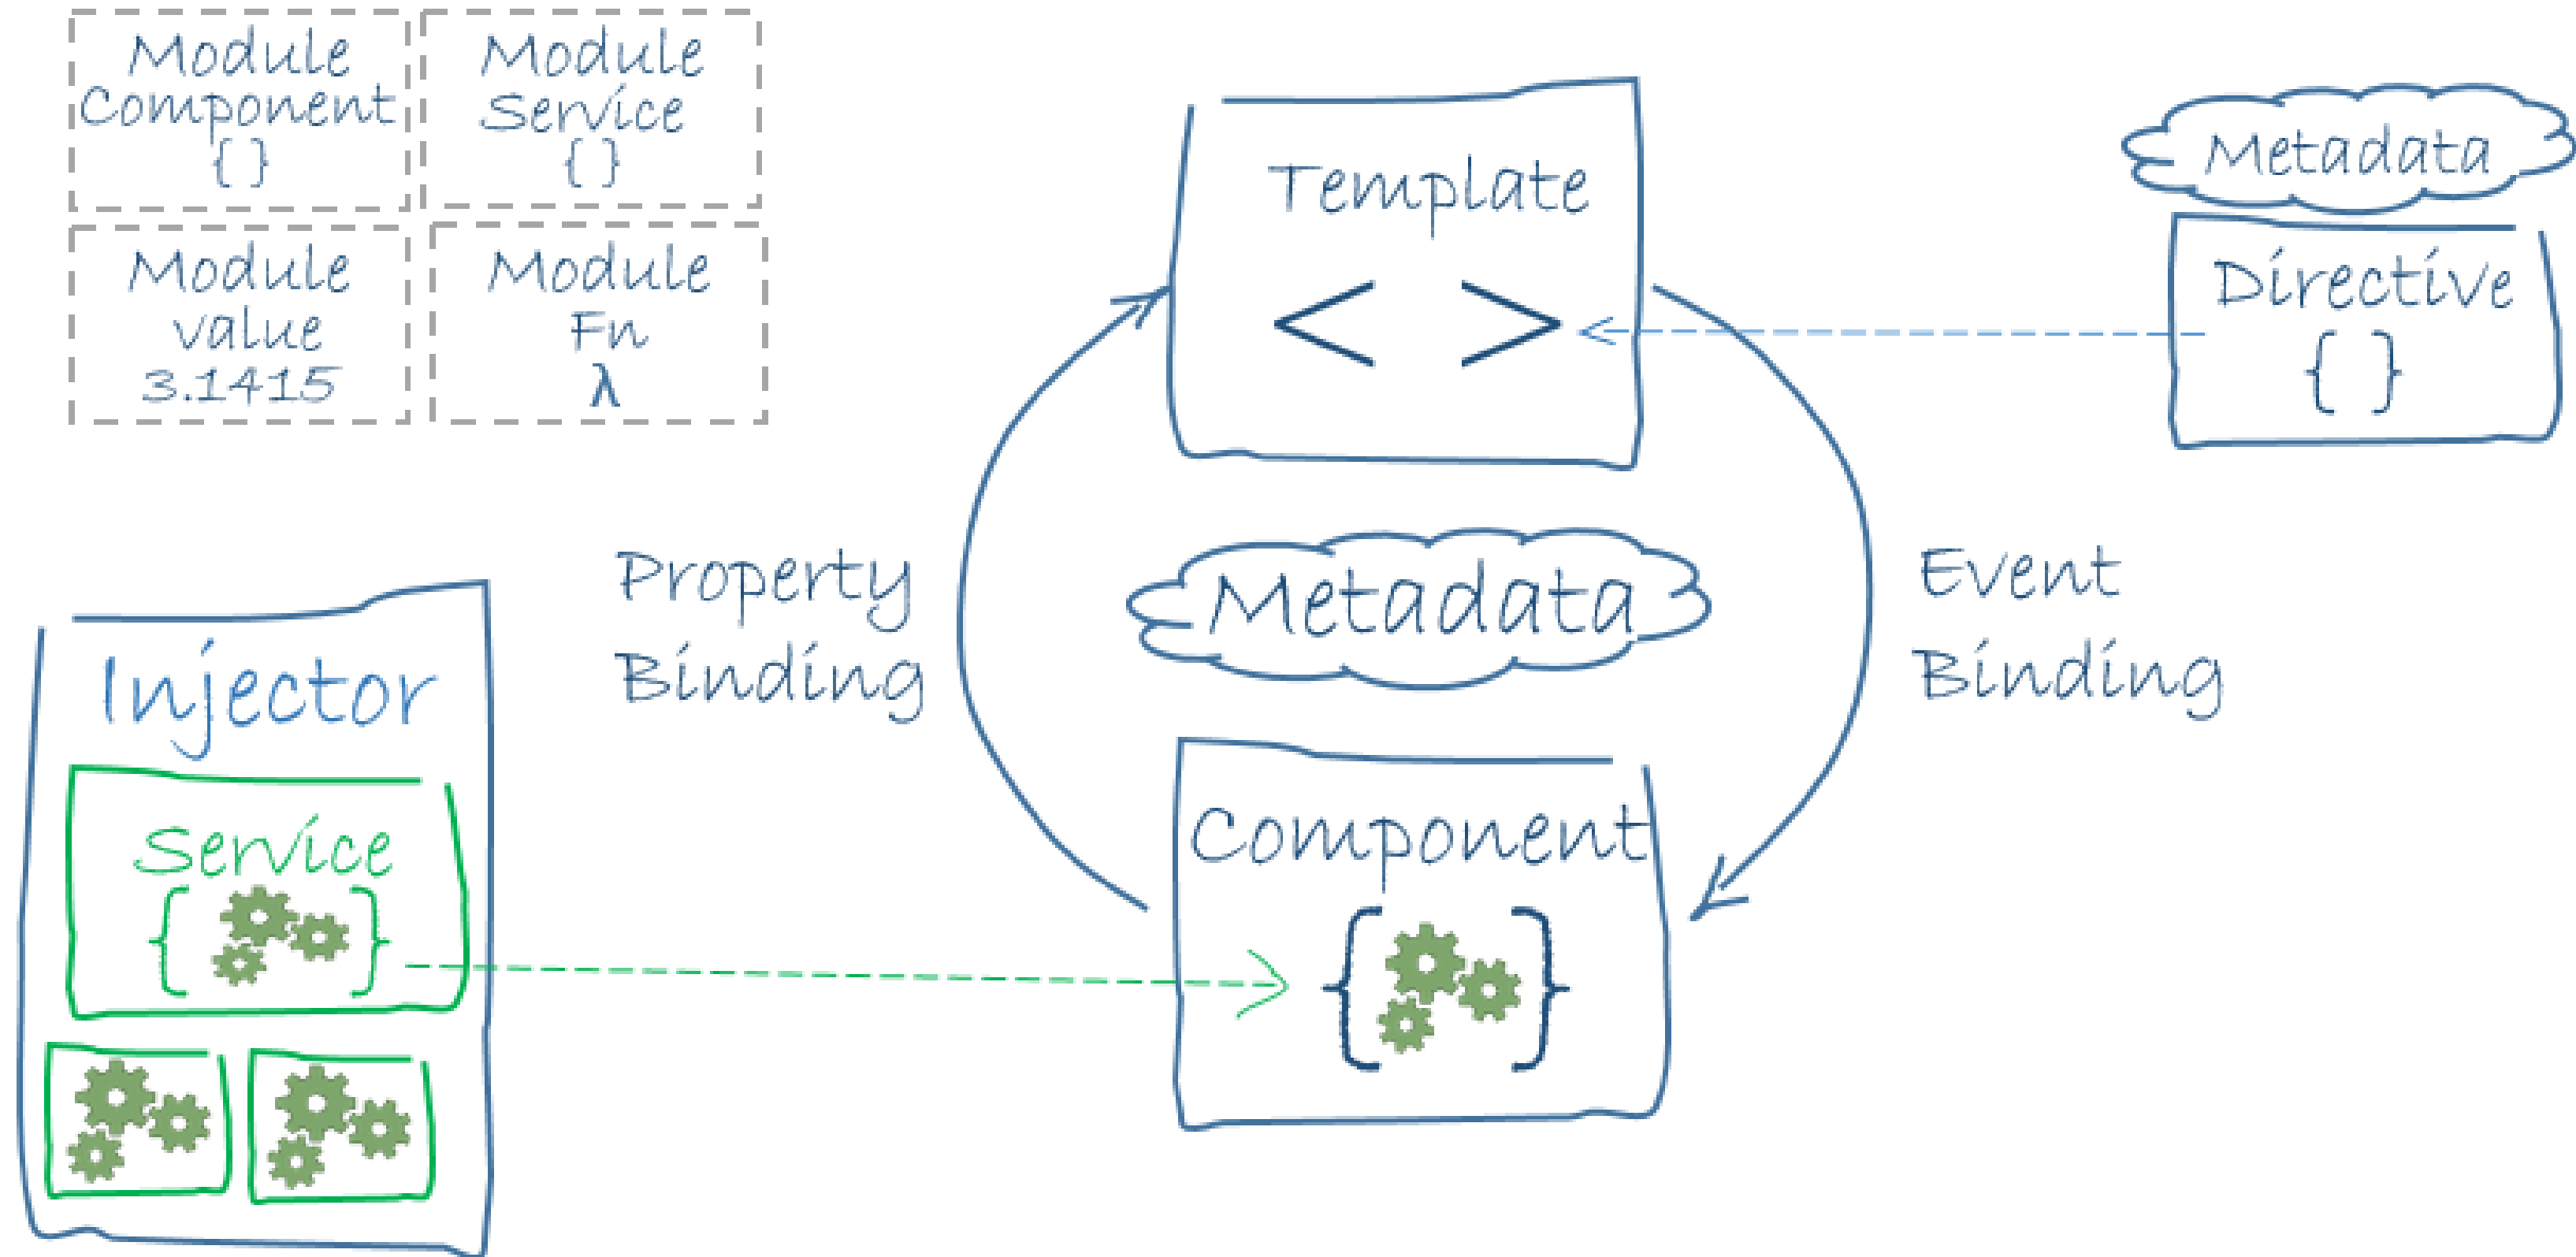 Module
Component
{ }
Module
Service
{ }
Module
value
3.1415
Module
Fn
λ
Template
< >
Metadata
Directive
{ }
Property
Binding
Metadata
Event
Binding
Injector
Service
{ }
Component
{ }